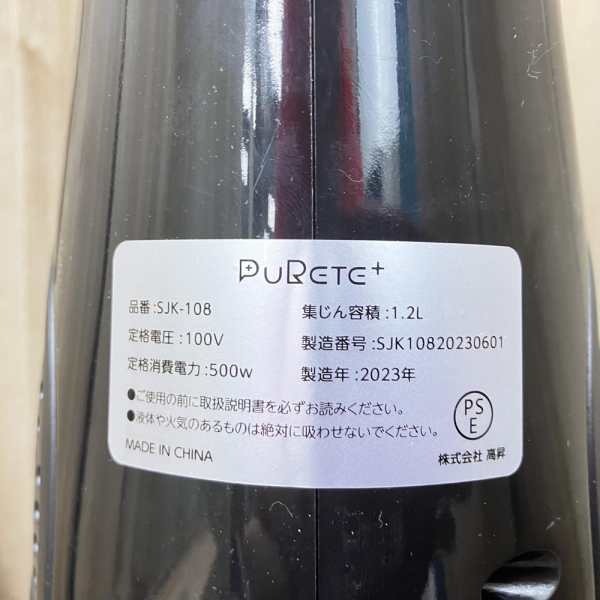 PURETE+
品番:SJK-108
集じん容積:1.2L
定格電圧:100V
製造番号:SJK10820230601
定格消費電力:500w
製造年:2023年
●ご使用の前に取扱説明書を必ずお読みください。
●液体や火気のあるものは絶対に吸わせないでください。
PS
E
MADE IN CHINA
株式会社 高昇